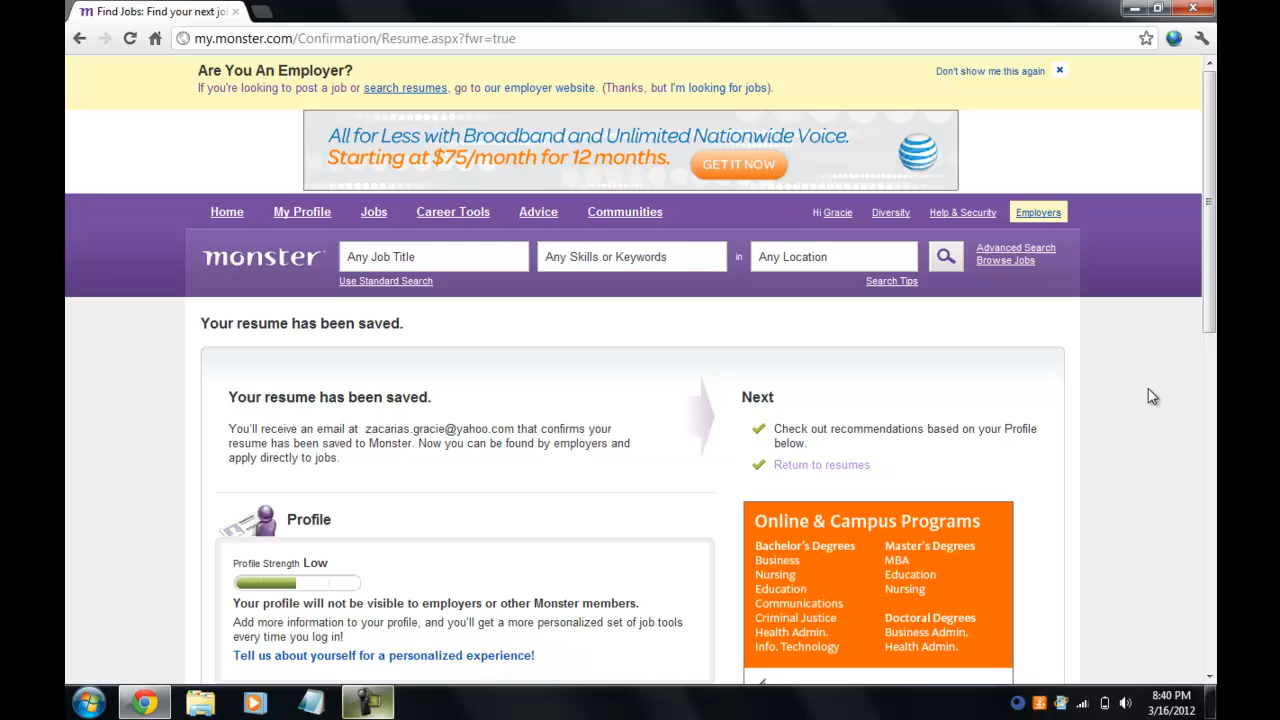 Find Jobs: Find your next jo
my.monster.com/Confirmation/Resume.aspx?fwr=true
Are You An Employer?
Don't show me this again
If you're looking to post a job or search resumes, go to our employer website. (Thanks, but I'm looking for jobs).
All for Less with Broadband and Unlimited Nationwide Voice.
Starting at $75/month for 12 months.
GET IT NOW
Home My Profile Jobs Career Tools Advice Communities
Hi Gracie Diversity Help & Security Employers
monster
Any Job Title
Any Skills or Keywords
in
Any Location
Advanced Search
Browse Jobs
Use Standard Search
Search Tips
Your resume has been saved.
Your resume has been saved.
You'll receive an email at zacarias.gracie@yahoo.com that confirms your
resume has been saved to Monster. Now you can be found by employers and
apply directly to jobs.
Next
Check out recommendations based on your Profile
below.
Return to resumes
Profile
Profile Strength Low
Your profile will not be visible to employers or other Monster members.
Add more information to your profile, and you'll get a more personalized set of job tools
every time you log in!
Tell us about yourself for a personalized experience!
Online & Campus Programs
Bachelor's Degrees
Business
Nursing
Education
Communications
Criminal Justice
Health Admin.
Info. Technology
Master's Degrees
MBA
Education
Nursing
Doctoral Degrees
Business Admin.
Health Admin.
8:40 PM
3/16/2012